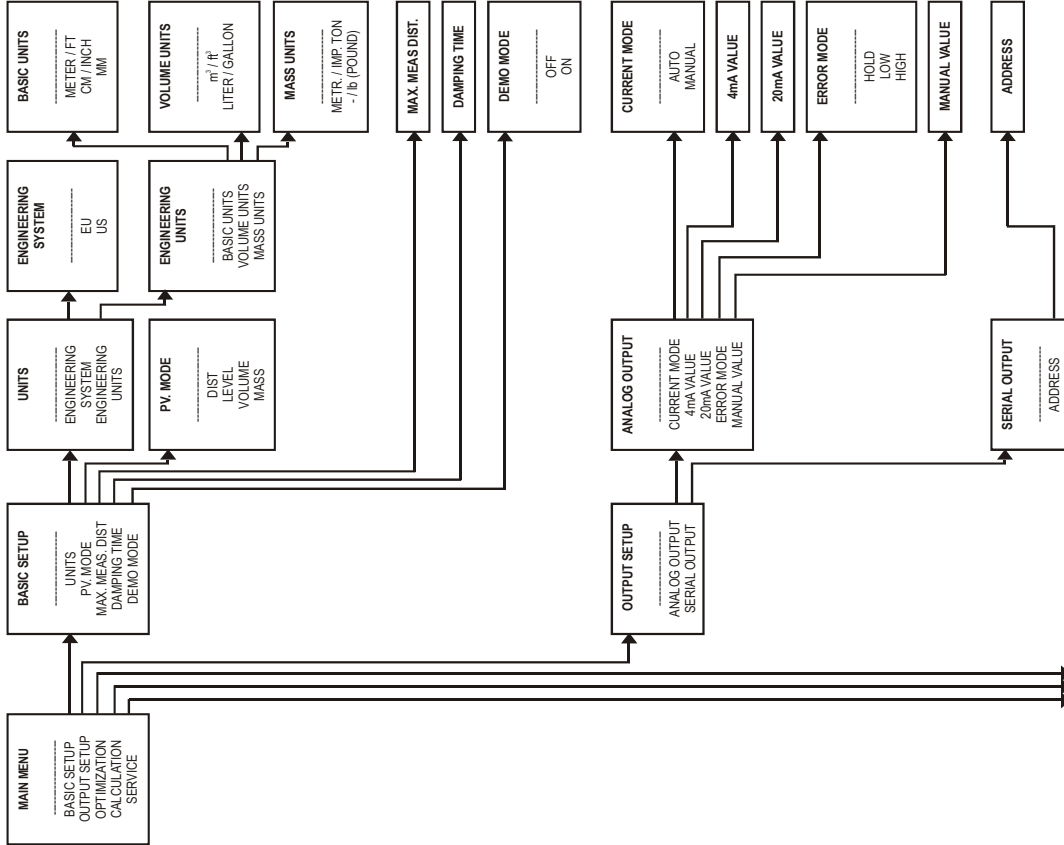 MAIN MENU
BASIC SETUP
OUTPUT SETUP
OPTIMIZATION
CALCULATION
SERVICE
BASIC SETUP
UNITS
PV. MODE
MAX. MEAS. DIST
DAMPING TIME
DEMO MODE
UNITS
ENGINEERING
SYSTEM
ENGINEERING
UNITS
ENGINEERING
SYSTEM
EU
US
ENGINEERING
UNITS
BASIC UNITS
VOLUME UNITS
MASS UNITS
BASIC UNITS
METER / FT
CM / INCH
MM
VOLUME UNITS
m³ / ft³
LITER / GALLON
MASS UNITS
METR. / IMP. TON
- / lb (POUND)
PV. MODE
DIST
LEVEL
VOLUME
MASS
MAX. MEAS DIST.
DAMPING TIME
DEMO MODE
OFF
ON
OUTPUT SETUP
ANALOG OUTPUT
SERIAL OUTPUT
ANALOG OUTPUT
CURRENT MODE
4mA VALUE
20mA VALUE
ERROR MODE
MANUAL VALUE
CURRENT MODE
AUTO
MANUAL
4mA VALUE
20mA VALUE
ERROR MODE
HOLD
LOW
HIGH
MANUAL VALUE
SERIAL OUTPUT
ADDRESS
ADDRESS